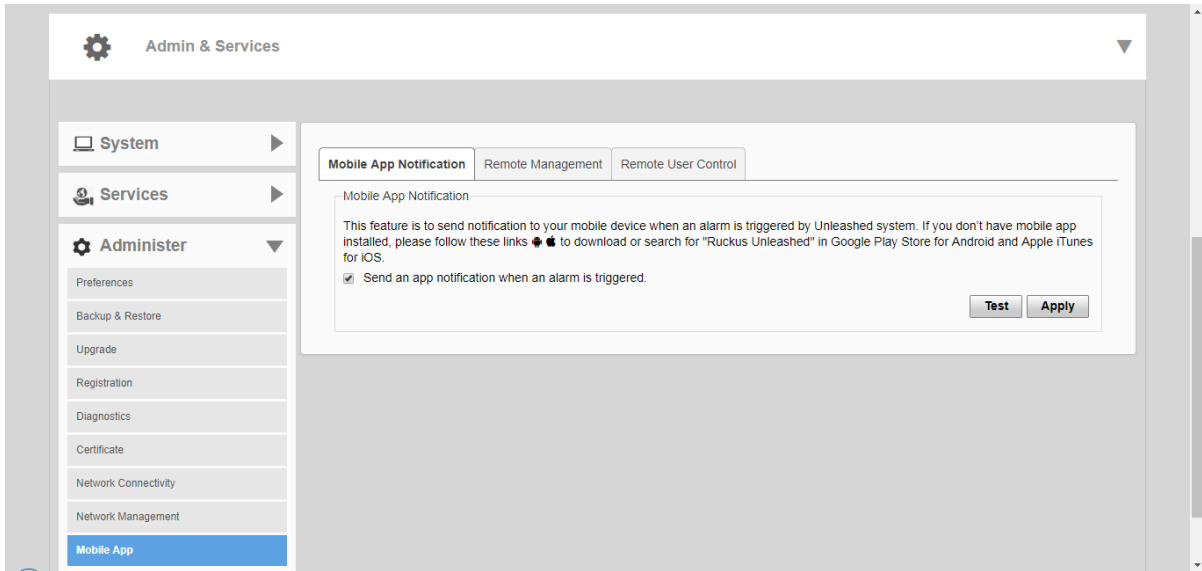 Admin & Services
System
Services
Administer
Preferences
Backup & Restore
Upgrade
Registration
Diagnostics
Certificate
Network Connectivity
Network Management
Mobile App
Mobile App Notification
Remote Management
Remote User Control
Mobile App Notification
This feature is to send notification to your mobile device when an alarm is triggered by Unleashed system. If you don't have mobile app
installed, please follow these links to download or search for "Ruckus Unleashed" in Google Play Store for Android and Apple iTunes
for iOS.
Send an app notification when an alarm is triggered.
Test
Apply